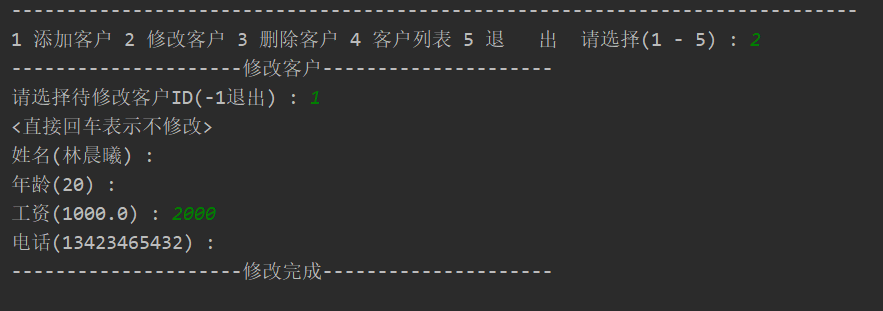 -----------------------------------------------------------------------------
1 添加客户 2 修改客户 3 删除客户 4 客户列表 5 退   出  请选择(1 - 5) : 2
---------------------修改客户---------------------
请选择待修改客户ID(-1退出) : 1
<直接回车表示不修改>
姓名(林晨曦) :
年龄(20) :
工资(1000.0) : 2000
电话(13423465432) :
---------------------修改完成---------------------